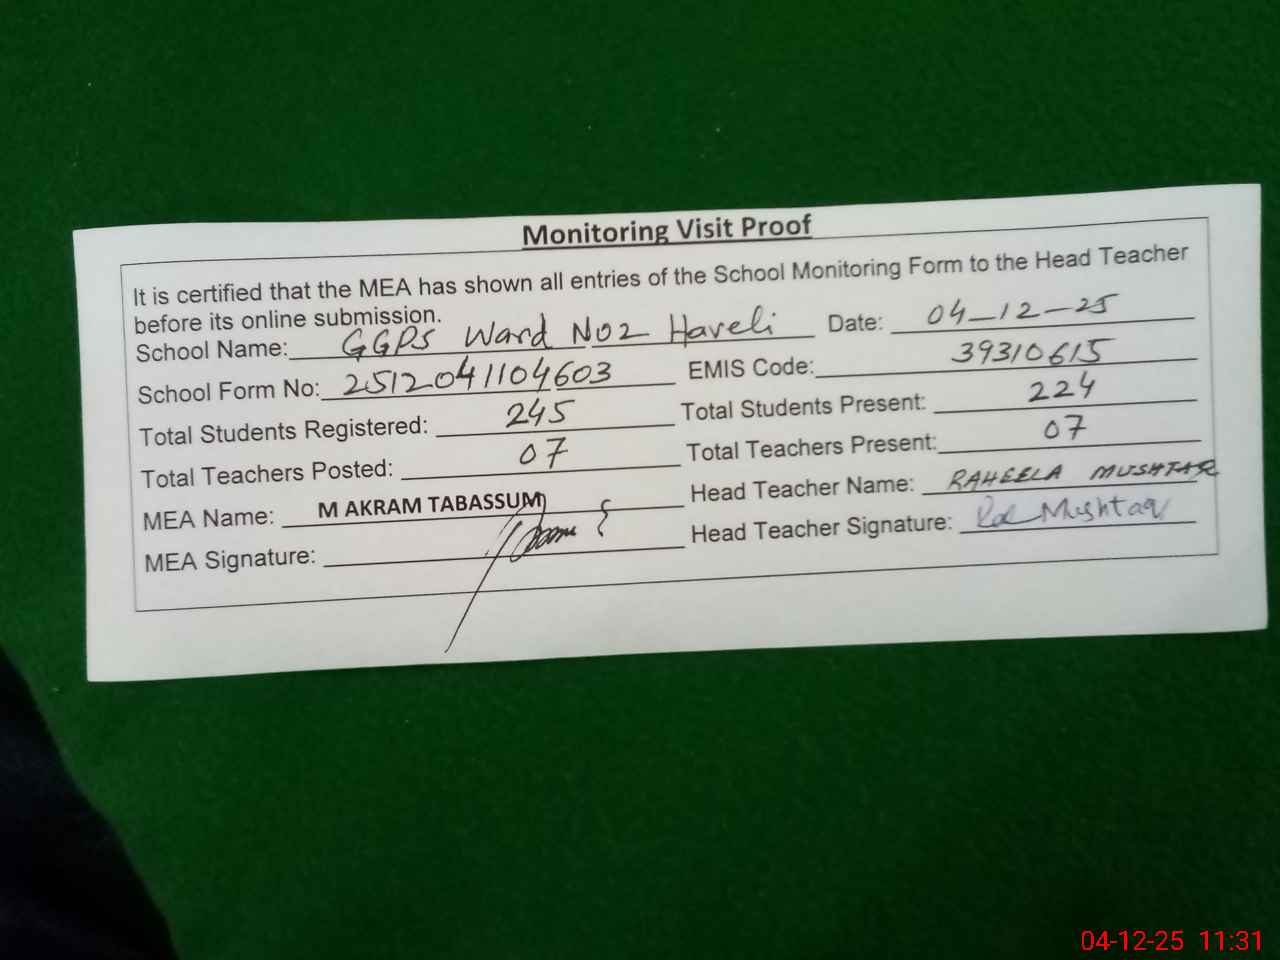 Monitoring Visit Proof
It is certified that the MEA has shown all entries of the School Monitoring Form to the Head Teacher
before its online submission.
School Name: GGPS Ward No2 Haveli Date: 04-12-25
School Form No: 2512041104603 EMIS Code: 39310615
Total Students Registered: 245 Total Students Present: 224
Total Teachers Posted: 07 Total Teachers Present: 07
MEA Name: M AKRAM TABASSUM Head Teacher Name: RAHEELA MUSHTAQ
MEA Signature: Head Teacher Signature: Mushtaq
04-12-25 11:31